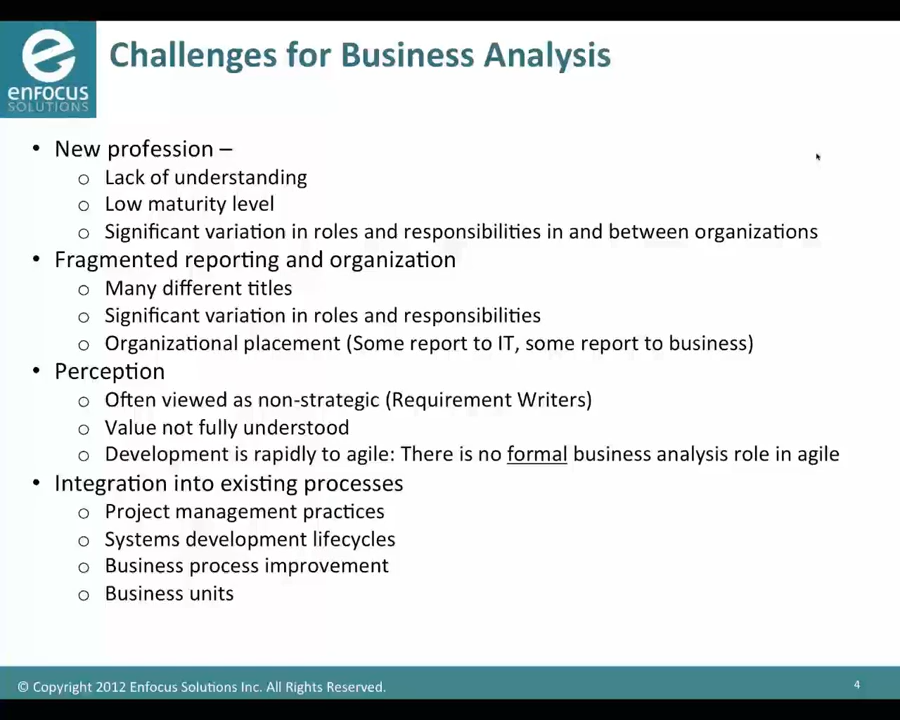 enfocus
SOLUTIONS
Challenges for Business Analysis
• New profession –
o Lack of understanding
o Low maturity level
o Significant variation in roles and responsibilities in and between organizations
• Fragmented reporting and organization
o Many different titles
o Significant variation in roles and responsibilities
o Organizational placement (Some report to IT, some report to business)
• Perception
o Often viewed as non-strategic (Requirement Writers)
o Value not fully understood
o Development is rapidly to agile: There is no formal business analysis role in agile
• Integration into existing processes
o Project management practices
o Systems development lifecycles
o Business process improvement
o Business units
© Copyright 2012 Enfocus Solutions Inc. All Rights Reserved.
4